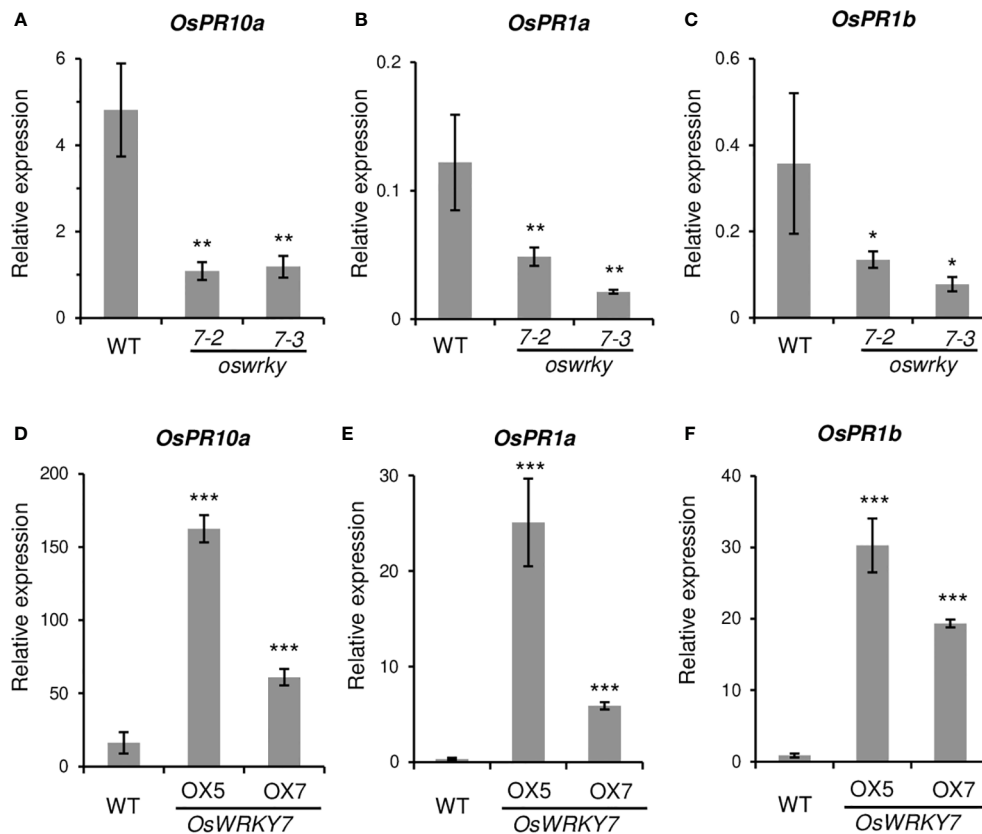 A
OsPR10a
Relative expression
6
4
2
1
0
**
**
WT
7-2
7-3
oswrky
B
OsPR1a
Relative expression
0.2
0.1
0
**
**
WT
7-2
7-3
oswrky
C
OsPR1b
Relative expression
0.6
0.4
0.2
0
*
*
WT
7-2
7-3
oswrky
D
OsPR10a
Relative expression
200
150
100
50
0
***
***
WT
OX5
OX7
OsWRKY7
E
OsPR1a
Relative expression
30
20
10
0
***
***
WT
OX5
OX7
OsWRKY7
F
OsPR1b
Relative expression
40
30
20
10
0
***
***
WT
OX5
OX7
OsWRKY7